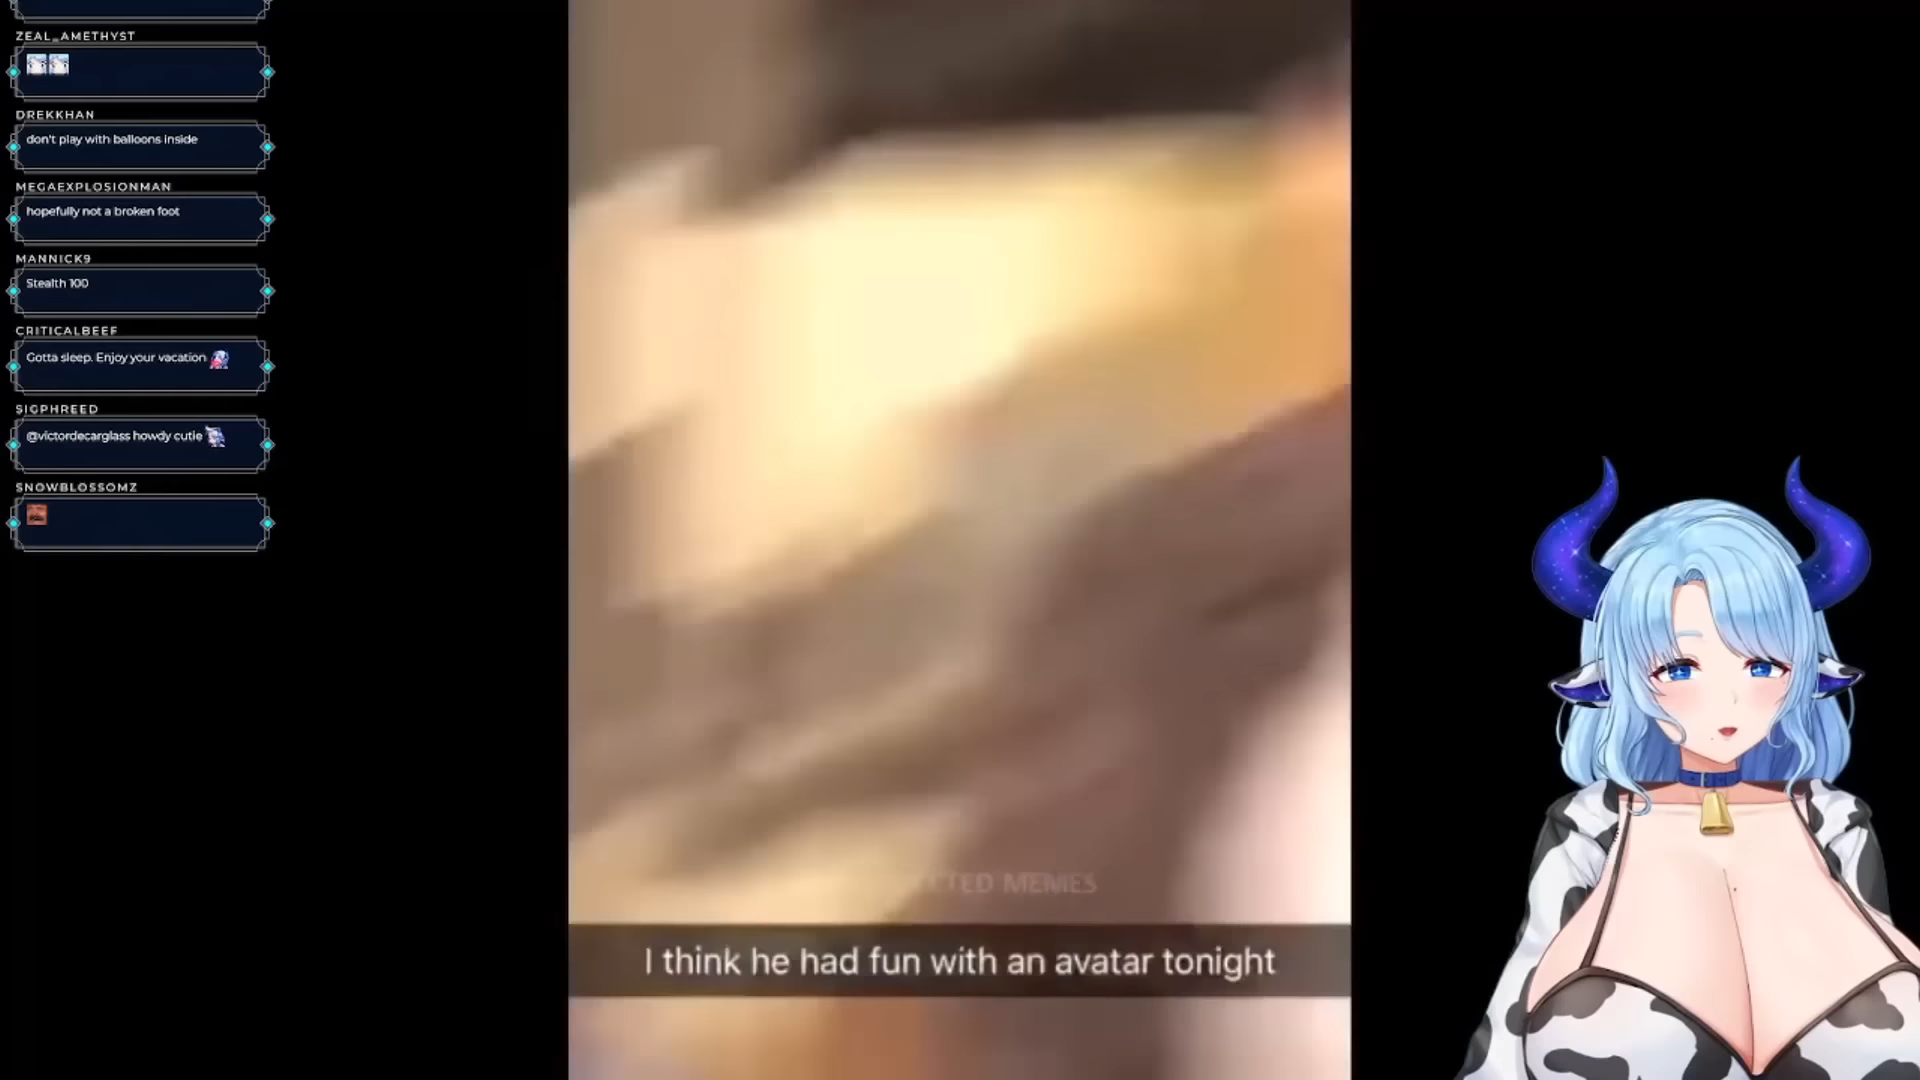 ZEAL_AMETHYST
DREKKHAN
don't play with balloons inside
MEGAEXPLOSIONMAN
hopefully not a broken foot
MANNICK9
Stealth 100
CRITICALBEEF
Gotta sleep. Enjoy your vacation
SIGPHREED
@victordecarglass howdy cutie
SNOWBLOSSOMZ
MEMES
I think he had fun with an avatar tonight